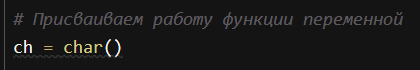 # Присваиваем работу функции переменной
ch = char()